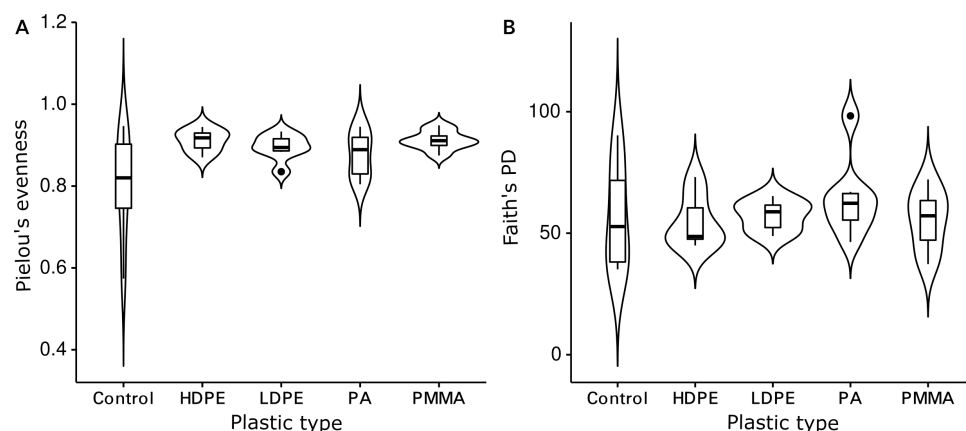 A
Pielou's evenness
1.2
1.0
0.8
0.6
0.4
Control HDPE LDPE PA PMMA
Plastic type
B
Faith's PD
100
50
0
Control HDPE LDPE PA PMMA
Plastic type